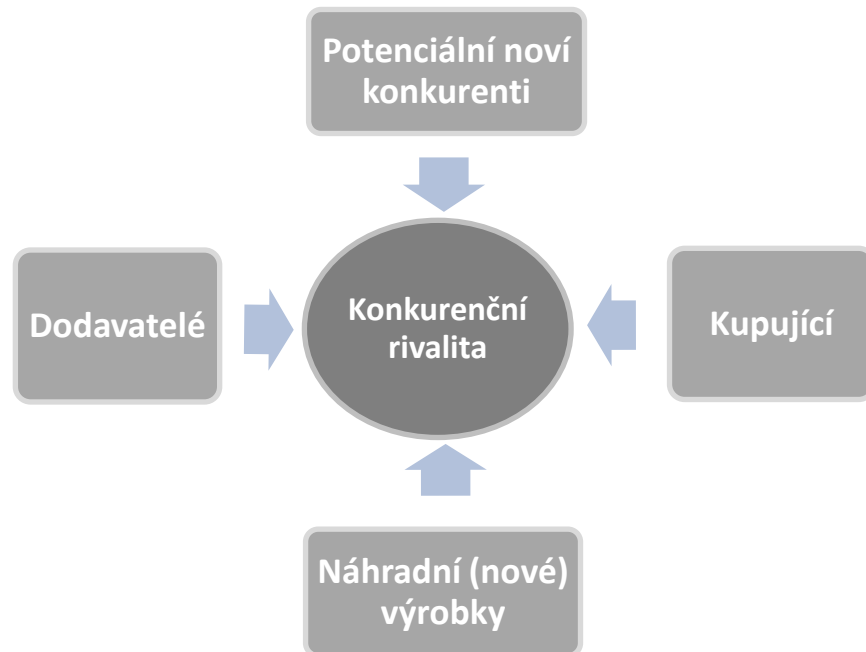 Potenciální noví
konkurenti
Dodavatelé
Konkurenční
rivalita
Kupující
Náhradní (nové)
výrobky